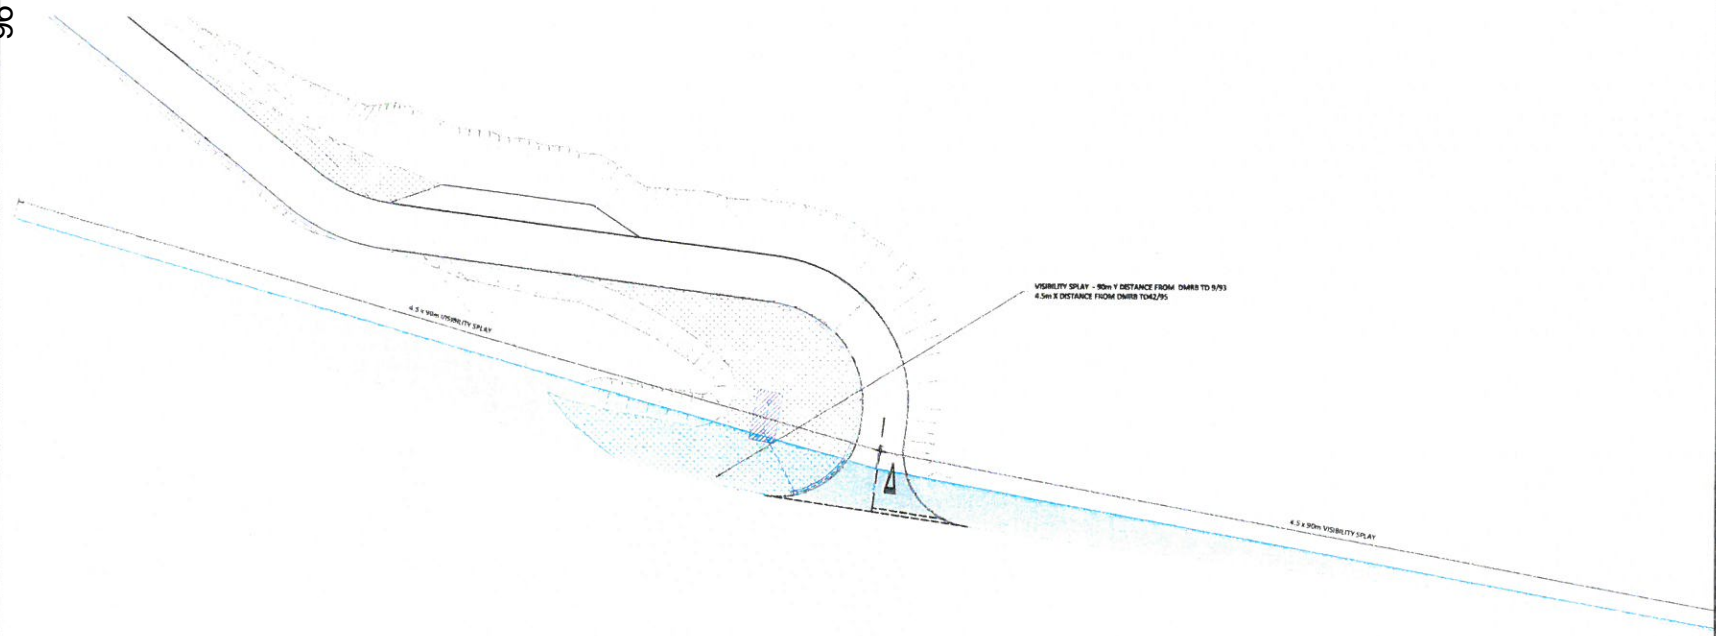 96
VISIBILITY SPLAY - 90m Y DISTANCE FROM DMRB TD 9/93
4.5m X DISTANCE FROM DMRB TD42/95
4.5 x 90m VISIBILITY SPLAY
4.5 x 90m VISIBILITY SPLAY